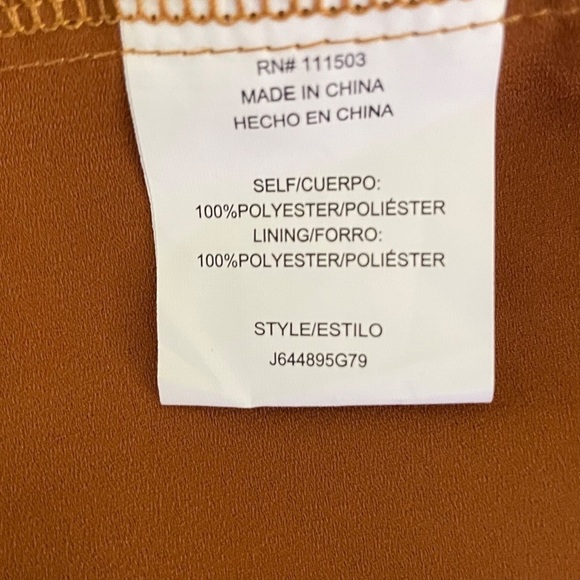 RN# 111503
MADE IN CHINA
HECHO EN CHINA
SELF/CUERPO:
100%POLYESTER/POLIÉSTER
LINING/FORRO:
100%POLYESTER/POLIÉSTER
STYLE/ESTILO
J644895G79